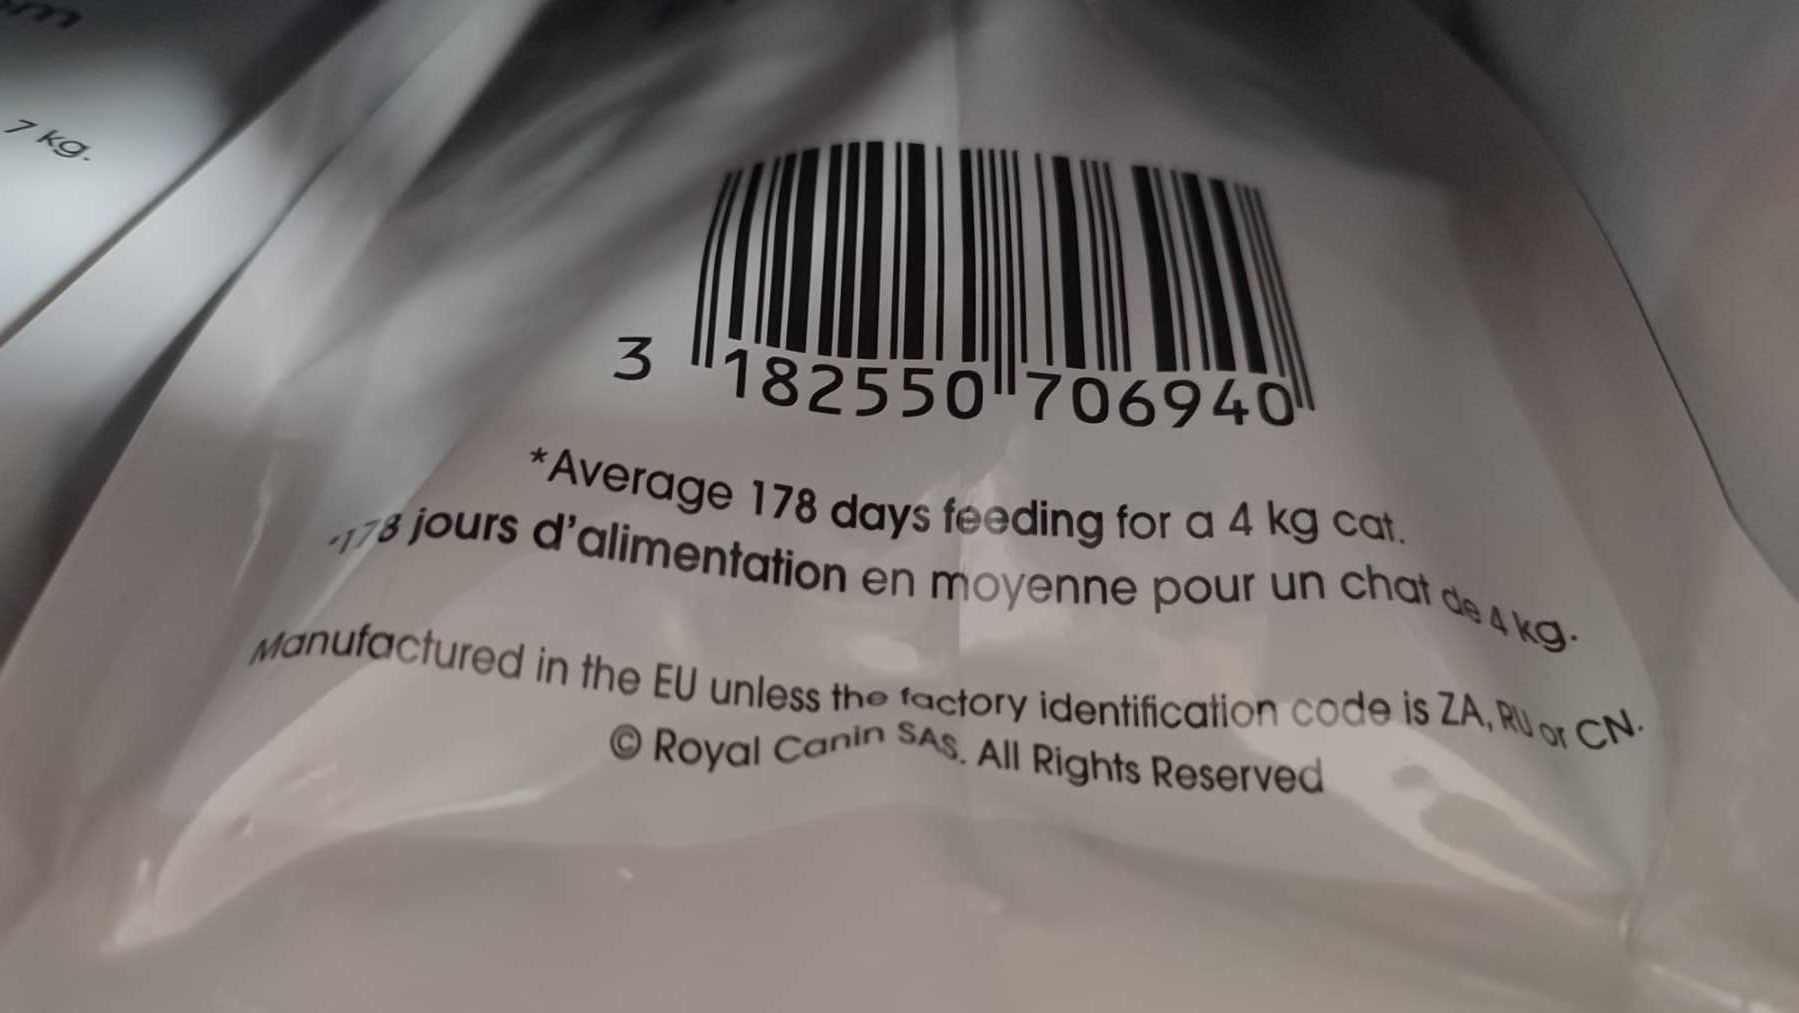 7 kg.
3 182550 706940
*Average 178 days feeding for a 4 kg cat.
*178 jours d'alimentation en moyenne pour un chat de 4 kg.
Manufactured in the EU unless the factory identification code is ZA, RU or CN.
© Royal Canin SAS. All Rights Reserved